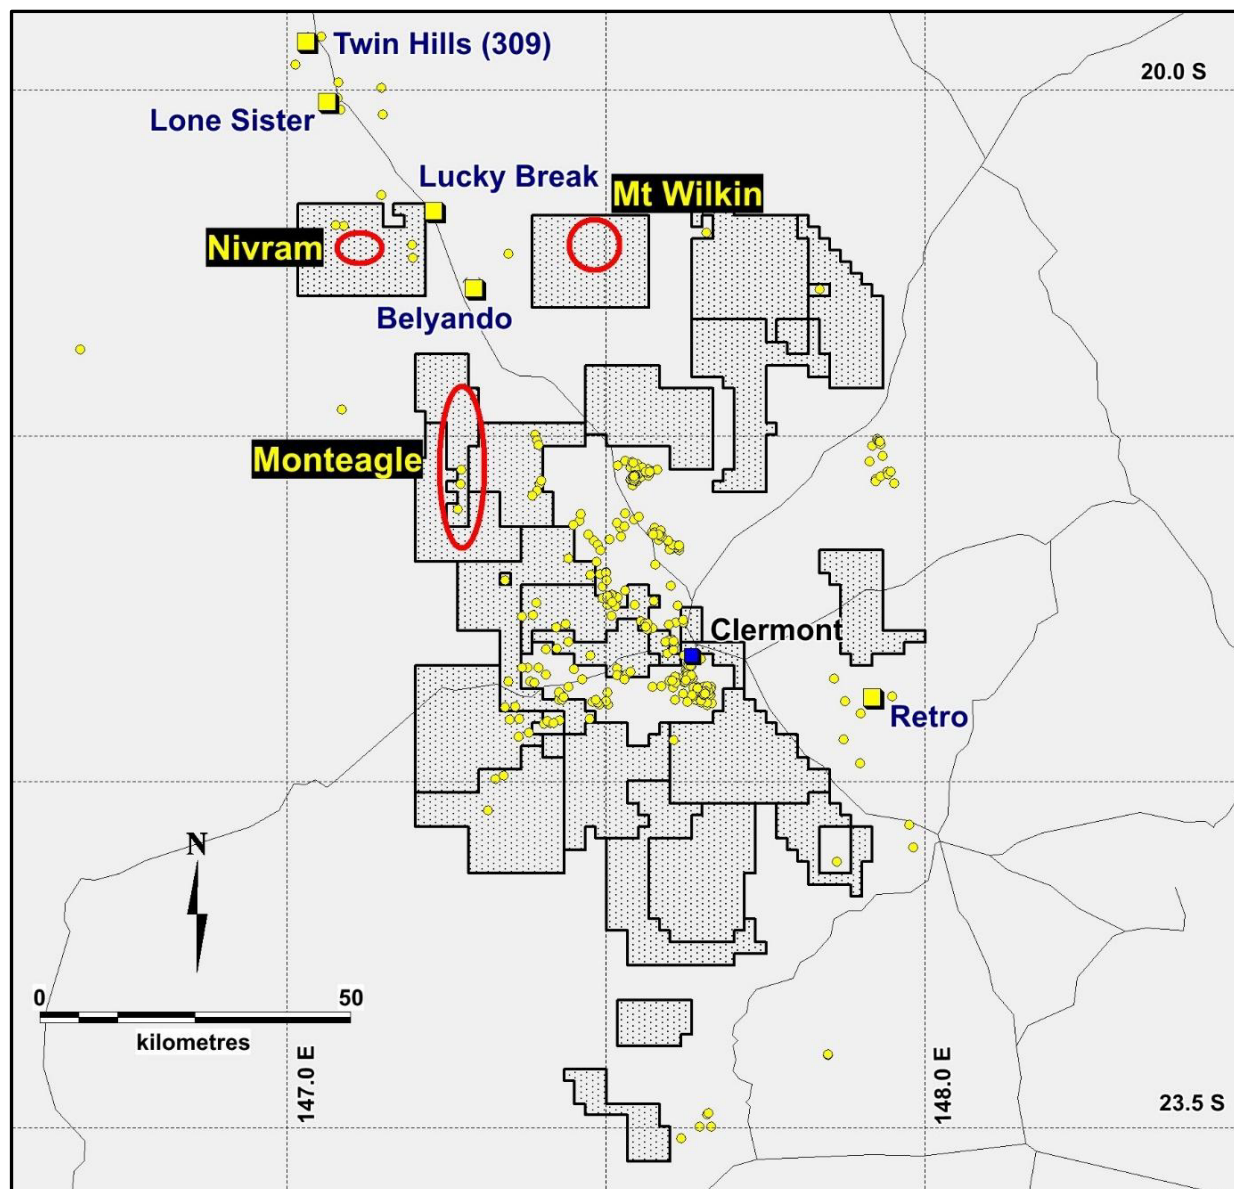 Twin Hills (309)
20.0 S
Lone Sister
Lucky Break
Mt Wilkin
Nivram
Belyando
Monteagle
Clermont
Retro
N
0 50
kilometres
147.0 E
148.0 E
23.5 S